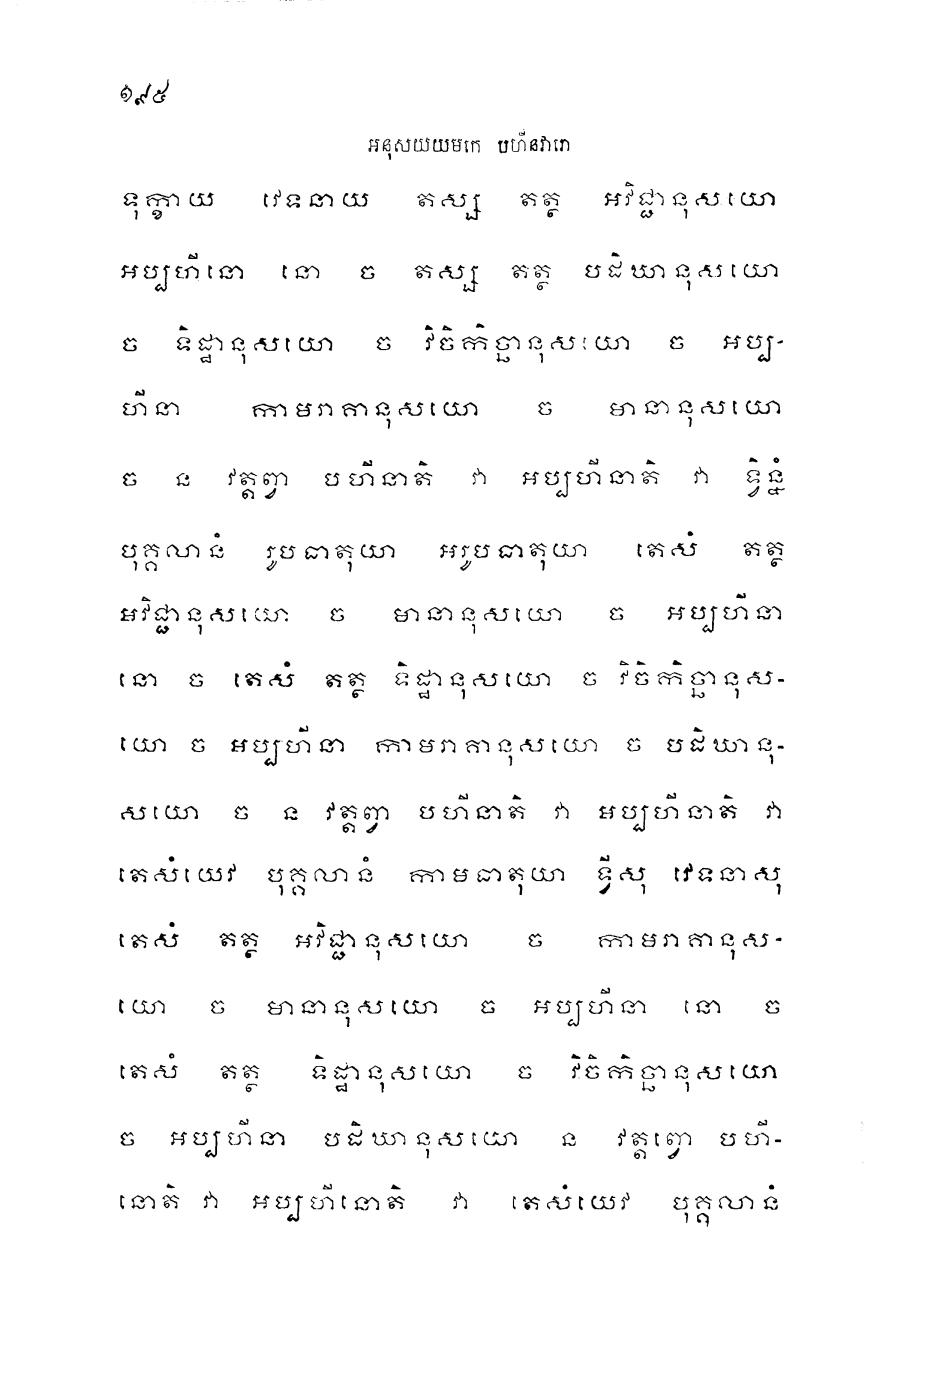 ១៩៥
អនុសយយមកេ បហីនវារោ
ទុក្ខាយ វេទនាយ តស្ស តត្ថ អវិជ្ជានុសយោ
អប្បហីនោ នោ ច តស្ស តត្ថ បដិឃានុសយោ
ច ទិដ្ឋានុសយោ ច វិចិកិច្ឆានុសយោ ច អប្ប-
ហីនា កាមរាគានុសយោ ច មានានុសយោ
ច ន វត្តព្វា បហីនាតិ វា អប្បហីនាតិ វា ទ្វិន្នំ
បុគ្គលានំ រូបធាតុយា អរូបធាតុយា តេសំ តត្ថ
អវិជ្ជានុសយោ ច មានានុសយោ ច អប្បហីនា
នោ ច តេសំ តត្ថ ទិដ្ឋានុសយោ ច វិចិកិច្ឆានុស-
យោ ច អប្បហីនា កាមរាគានុសយោ ច បដិឃានុ-
សយោ ច ន វត្តព្វា បហីនាតិ វា អប្បហីនាតិ វា
តេសំយេវ បុគ្គលានំ កាមធាតុយា ទ្វីសុ វេទនាសុ
តេសំ តត្ថ អវិជ្ជានុសយោ ច កាមរាគានុស-
យោ ច មានានុសយោ ច អប្បហីនា នោ ច
តេសំ តត្ថ ទិដ្ឋានុសយោ ច វិចិកិច្ឆានុសយោ
ច អប្បហីនា បដិឃានុសយោ ន វត្តព្វោ បហី-
នោតិ វា អប្បហីនោតិ វា តេសំយេវ បុគ្គលានំ